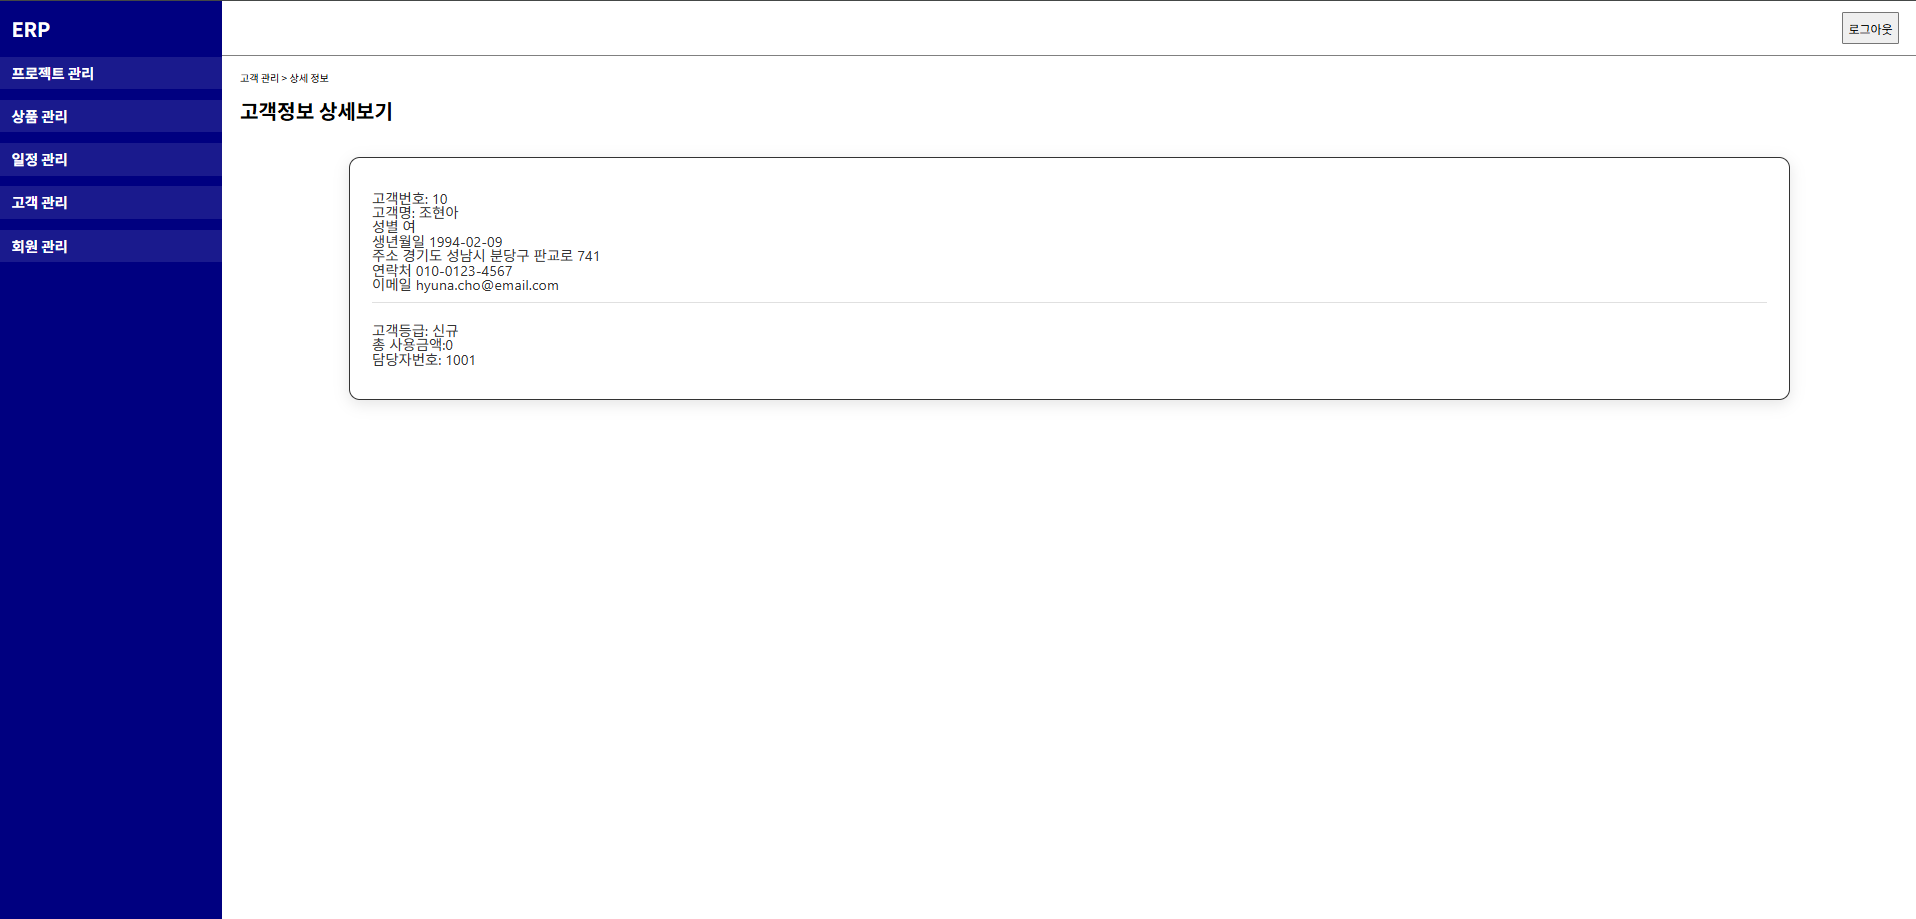 ERP
프로젝트 관리
상품 관리
일정 관리
고객 관리
회원 관리
로그아웃
고객 관리 > 상세 정보
고객정보 상세보기
고객번호: 10
고객명: 조현아
성별 여
생년월일 1994-02-09
주소 경기도 성남시 분당구 판교로 741
연락처 010-0123-4567
이메일 hyuna.cho@email.com
고객등급: 신규
총 사용금액:0
담당자번호: 1001